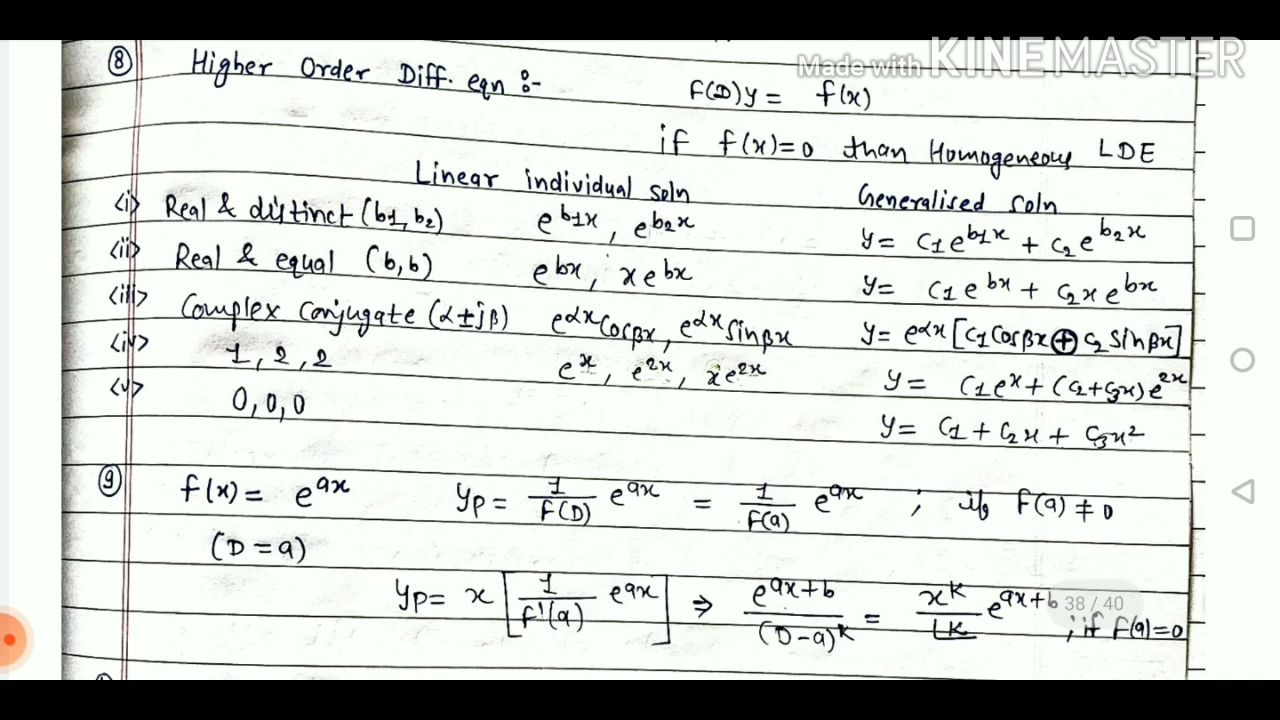 Made with KINEMASTER
⑧ Higher Order Diff. eqn :- F(D)y = f(x)
if f(x)=0 than Homogeneous LDE
Linear individual soln Generalised soln
<i> Real & distinct (b1, b2) e^{b1x}, e^{b2x} y = c1e^{b1x} + c2e^{b2x}
<ii> Real & equal (b, b) e^{bx}, xe^{bx} y = c1e^{bx} + c2xe^{bx}
<iii> Complex Conjugate (α±jβ) e^{αx}Cosβx, e^{αx}sinβx y = e^{αx}[c1Cosβx ⊕ c2 sinβx]
<iv> 1, 2, 2 e^x, e^{2x}, xe^{2x} y = c1e^x + (c2+c3x)e^{2x}
<v> 0, 0, 0 y = c1 + c2x + c3x²
⑨ f(x) = e^{ax} yp = 1/F(D) e^{ax} = 1/F(a) e^{ax} ; if F(a) ≠ 0
(D = a)
yp = x [1/F'(a) e^{ax}] ⇒ e^{ax+b}/(D-a)^k = x^k/⌊k e^{ax+b} ; if F(a)=0
38 / 40